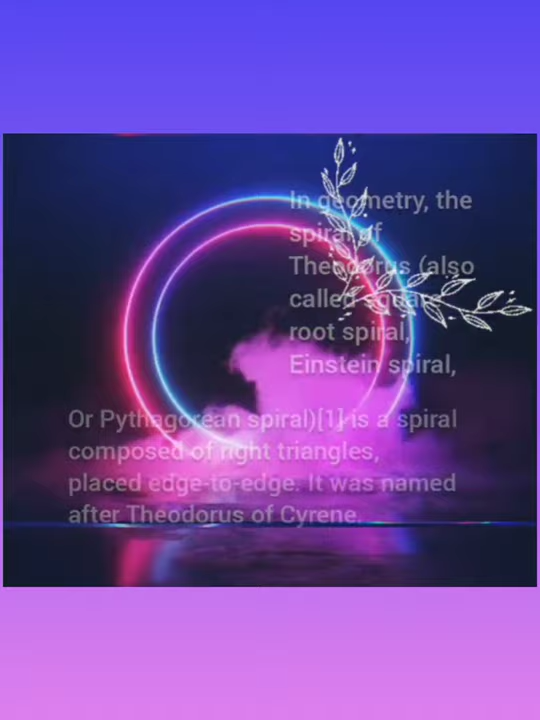 In geometry, the
spiral of
Theodorus (also
called square
root spiral,
Einstein spiral,
Or Pythagorean spiral)[1] is a spiral
composed of right triangles,
placed edge-to-edge. It was named
after Theodorus of Cyrene.